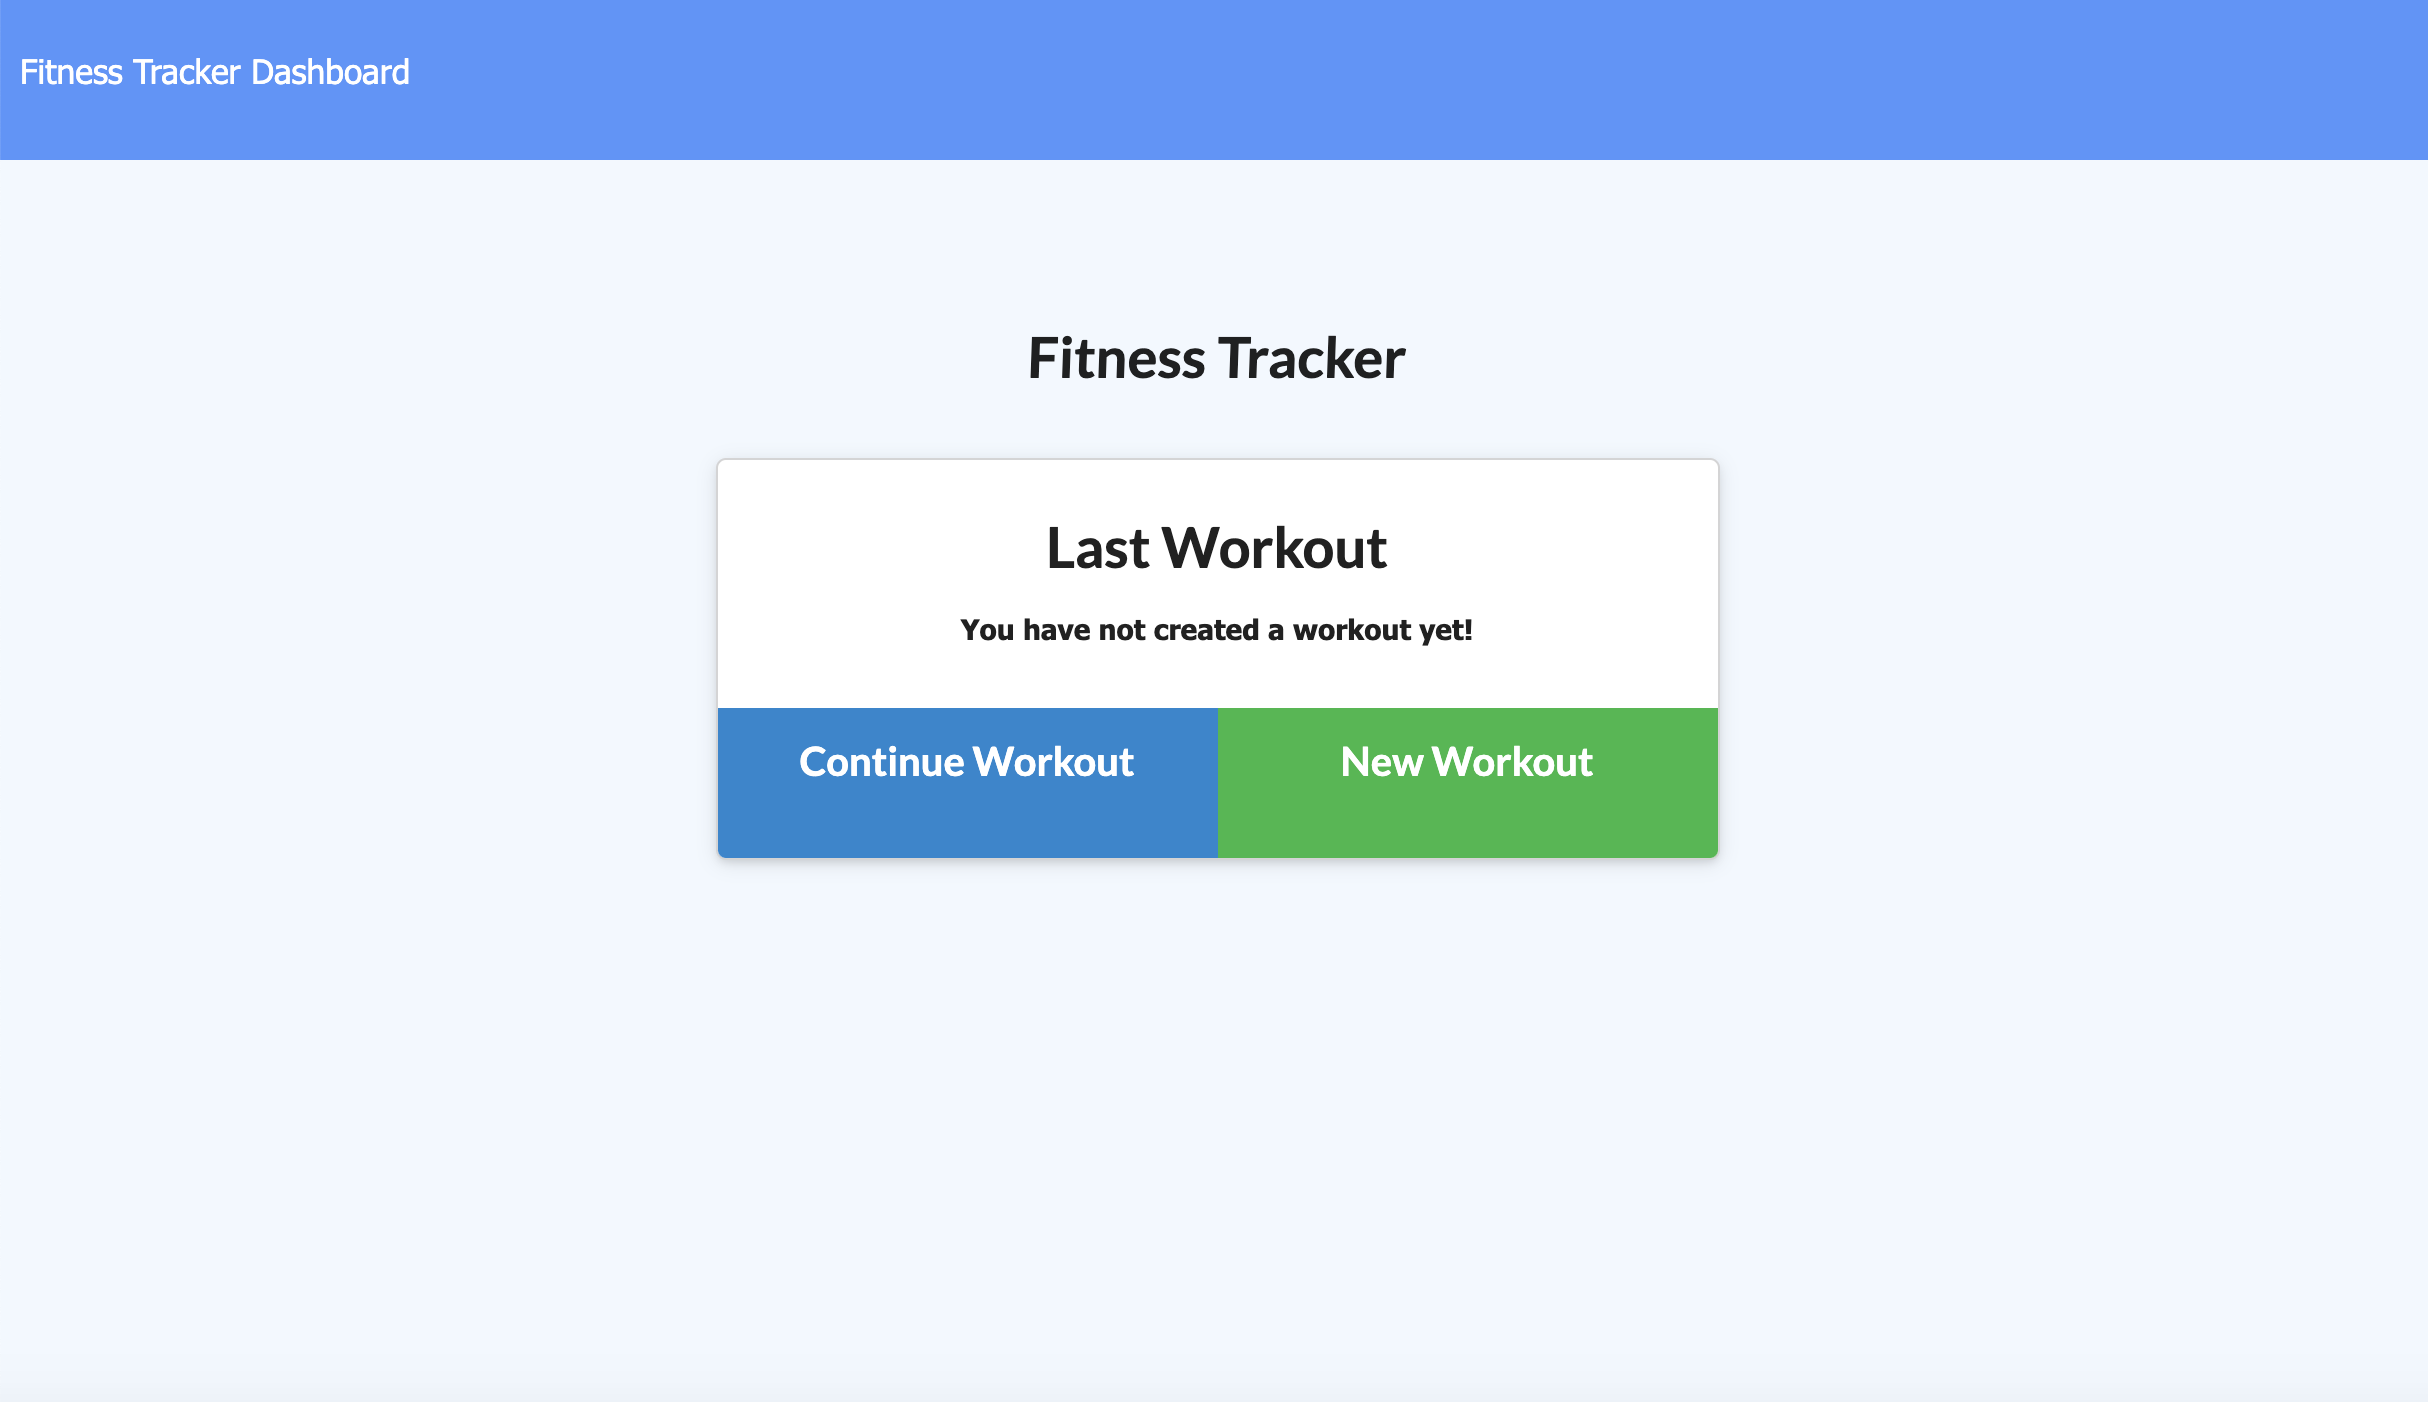 Fitness Tracker Dashboard
Fitness Tracker
Last Workout
You have not created a workout yet!
Continue Workout
New Workout